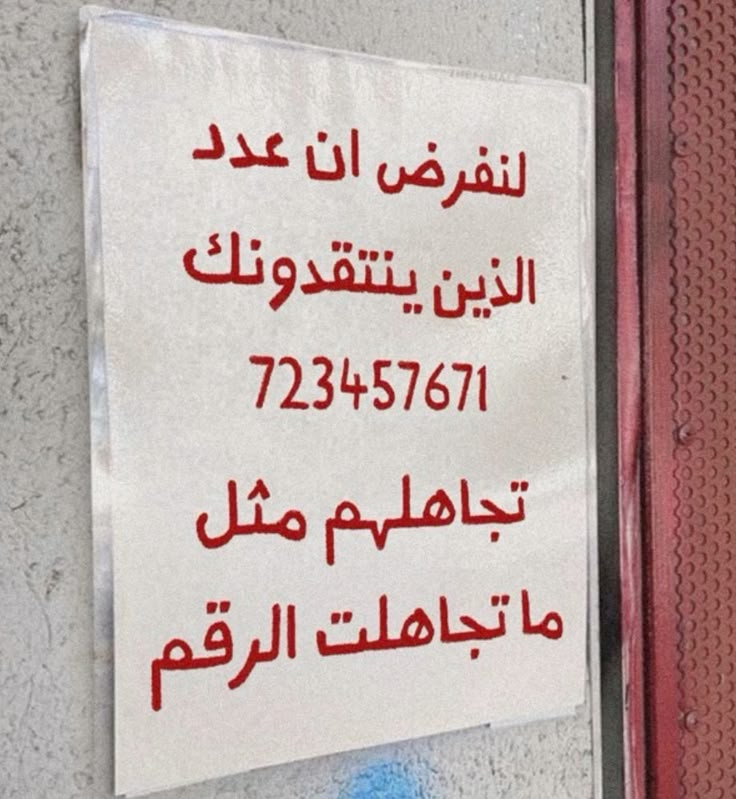 لنفرض ان عدد
الذين ينتقدونك
723457671
تجاهلهم مثل
ما تجاهلت الرقم